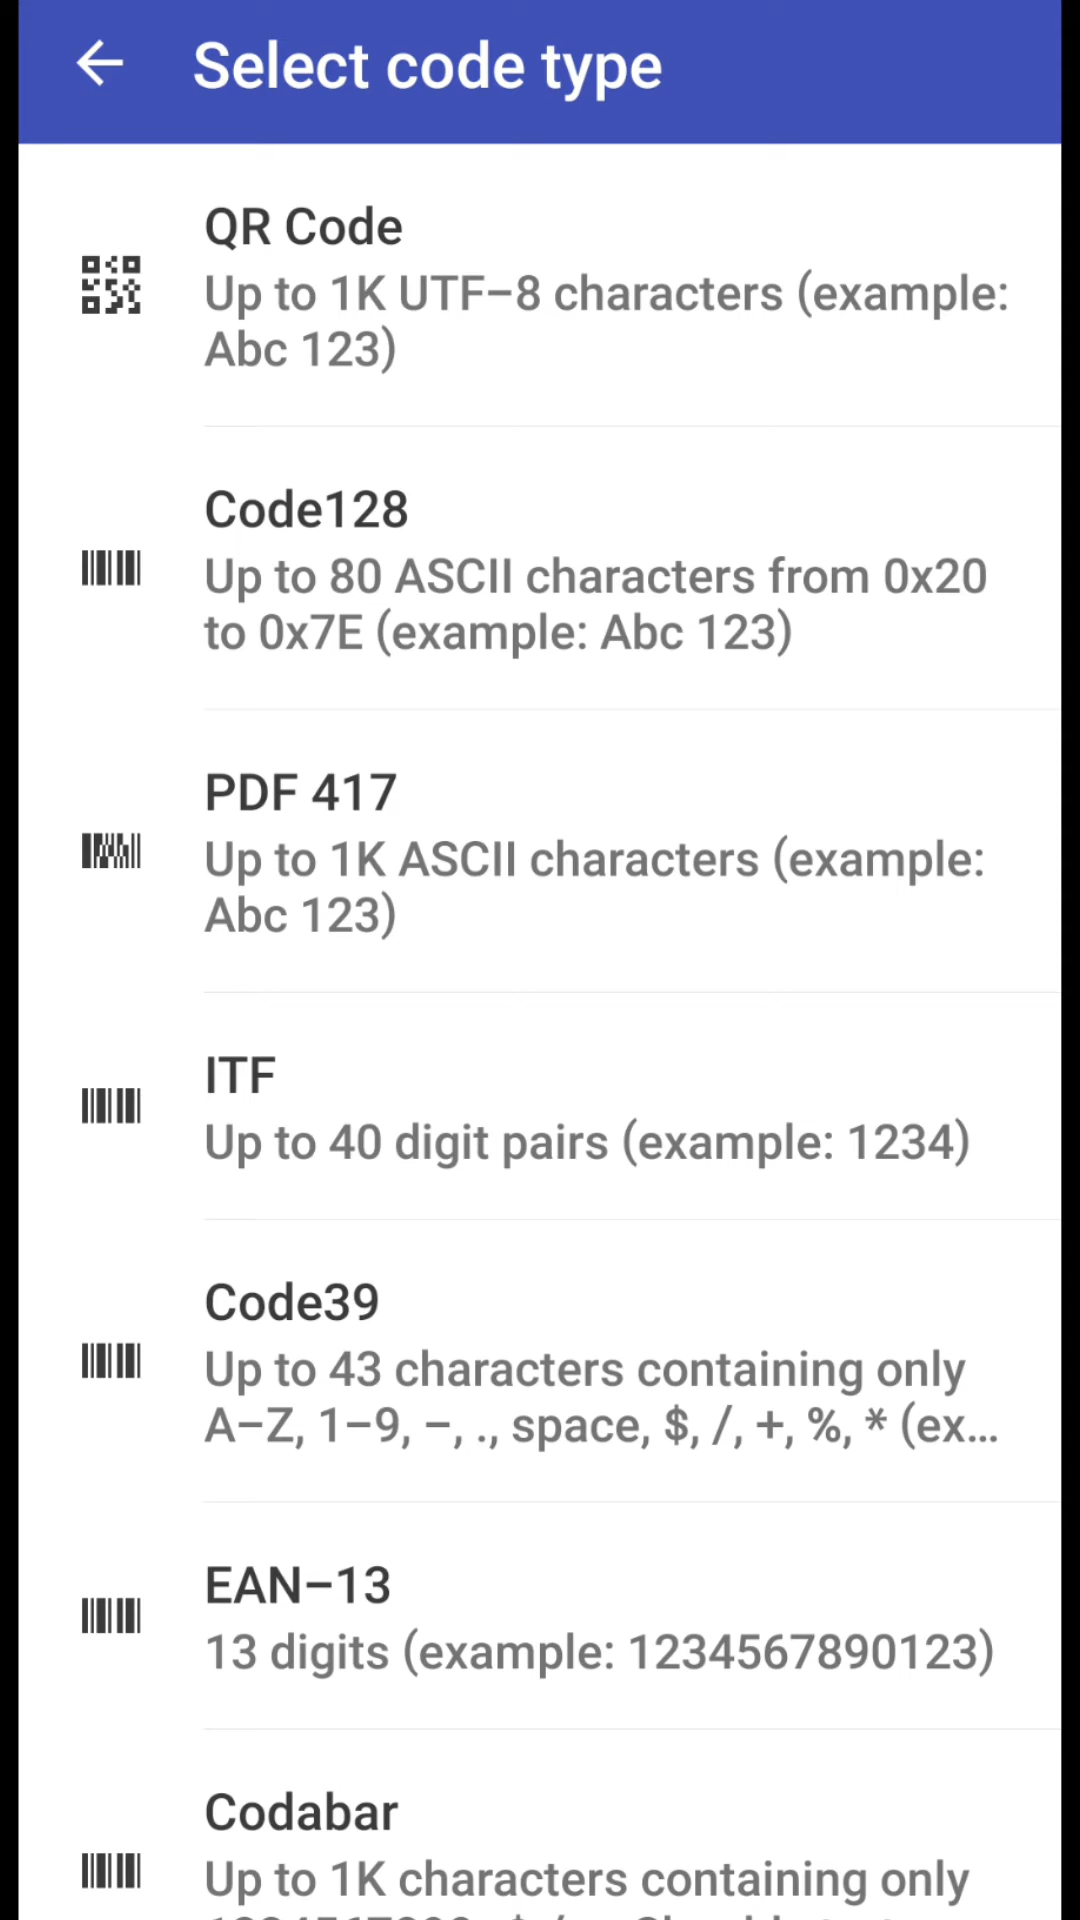 Select code type
QR Code
Up to 1K UTF–8 characters (example:
Abc 123)
Code128
Up to 80 ASCII characters from 0x20
to 0x7E (example: Abc 123)
PDF 417
Up to 1K ASCII characters (example:
Abc 123)
ITF
Up to 40 digit pairs (example: 1234)
Code39
Up to 43 characters containing only
A–Z, 1–9, –, ., space, $, /, +, %, * (ex...
EAN–13
13 digits (example: 1234567890123)
Codabar
Up to 1K characters containing only